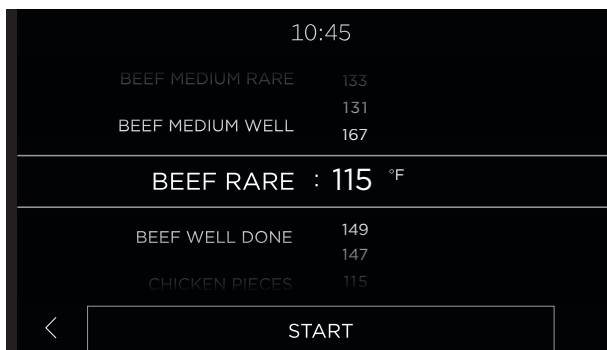 10:45
BEEF MEDIUM RARE 133
131
BEEF MEDIUM WELL 167
BEEF RARE : 115 °F
BEEF WELL DONE 149
147
CHICKEN PIECES 115
< START